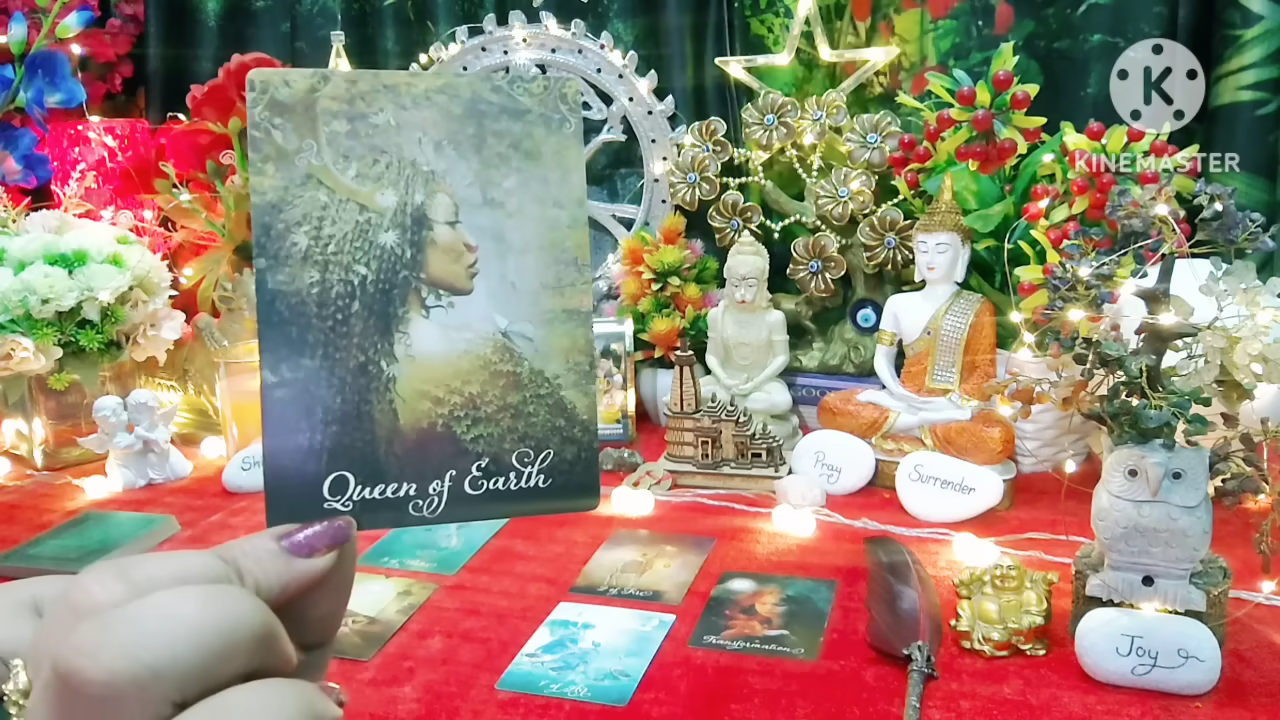 K
KINEMASTER
Queen of Earth
Pray
Surrender
Transformation
Joy